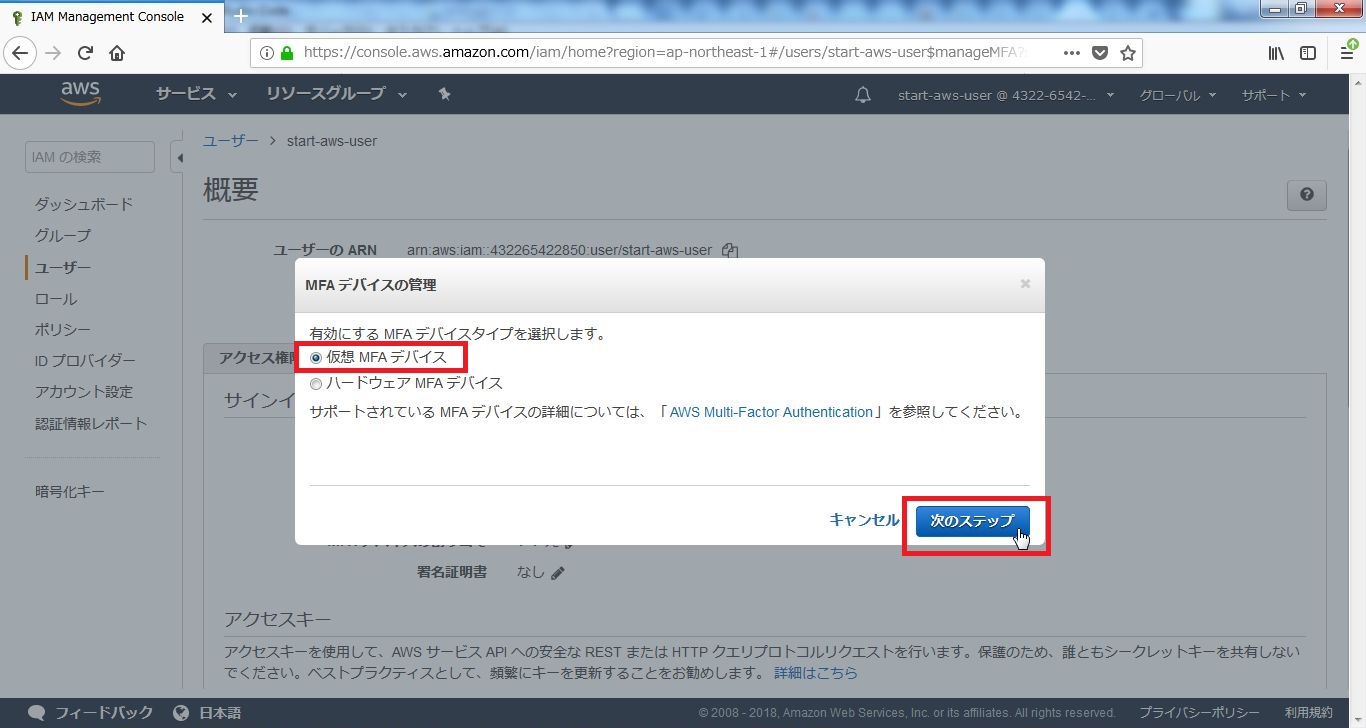 IAM Management Console
https://console.aws.amazon.com/iam/home?region=ap-northeast-1#/users/start-aws-user$manageMFA?
aws サービス リソースグループ start-aws-user @ 4322-6542-... グローバル サポート
IAM の検索
ダッシュボード
グループ
ユーザー
ロール
ポリシー
ID プロバイダー
アカウント設定
認証情報レポート
暗号化キー
ユーザー > start-aws-user
概要
ユーザーの ARN arn:aws:iam::432265422850:user/start-aws-user
アクセス権限
サインイ
MFA デバイスの管理
有効にする MFA デバイスタイプを選択します。
仮想 MFA デバイス
ハードウェア MFA デバイス
サポートされている MFA デバイスの詳細については、「AWS Multi-Factor Authentication」を参照してください。
キャンセル 次のステップ
署名証明書 なし
アクセスキー
アクセスキーを使用して、AWS サービス API への安全な REST または HTTP クエリプロトコルリクエストを行います。保護のため、誰ともシークレットキーを共有しない
でください。ベストプラクティスとして、頻繁にキーを更新することをお勧めします。 詳細はこちら
フィードバック 日本語 © 2008 - 2018, Amazon Web Services, Inc. or its affiliates. All rights reserved. プライバシーポリシー 利用規約